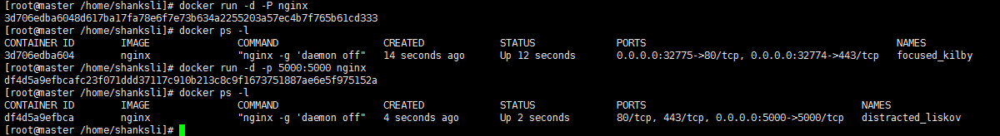 [root@master /home/shanksli]# docker run -d -P nginx
3d706edba6048d617ba17fa78e6f7e73b634a2255203a57ec4b7f765b61cd333
[root@master /home/shanksli]# docker ps -l
CONTAINER ID        IMAGE               COMMAND                  CREATED             STATUS              PORTS                                           NAMES
3d706edba604        nginx               "nginx -g 'daemon off"   14 seconds ago      Up 12 seconds       0.0.0.0:32775->80/tcp, 0.0.0.0:32774->443/tcp   focused_kilby
[root@master /home/shanksli]# docker run -d -p 5000:5000 nginx
df4d5a9efbcafc23f071ddd37117c910b213c8c9f1673751887ae6e5f975152a
[root@master /home/shanksli]# docker ps -l
CONTAINER ID        IMAGE               COMMAND                  CREATED             STATUS              PORTS                                     NAMES
df4d5a9efbca        nginx               "nginx -g 'daemon off"   4 seconds ago       Up 2 seconds        80/tcp, 443/tcp, 0.0.0.0:5000->5000/tcp   distracted_liskov
[root@master /home/shanksli]#